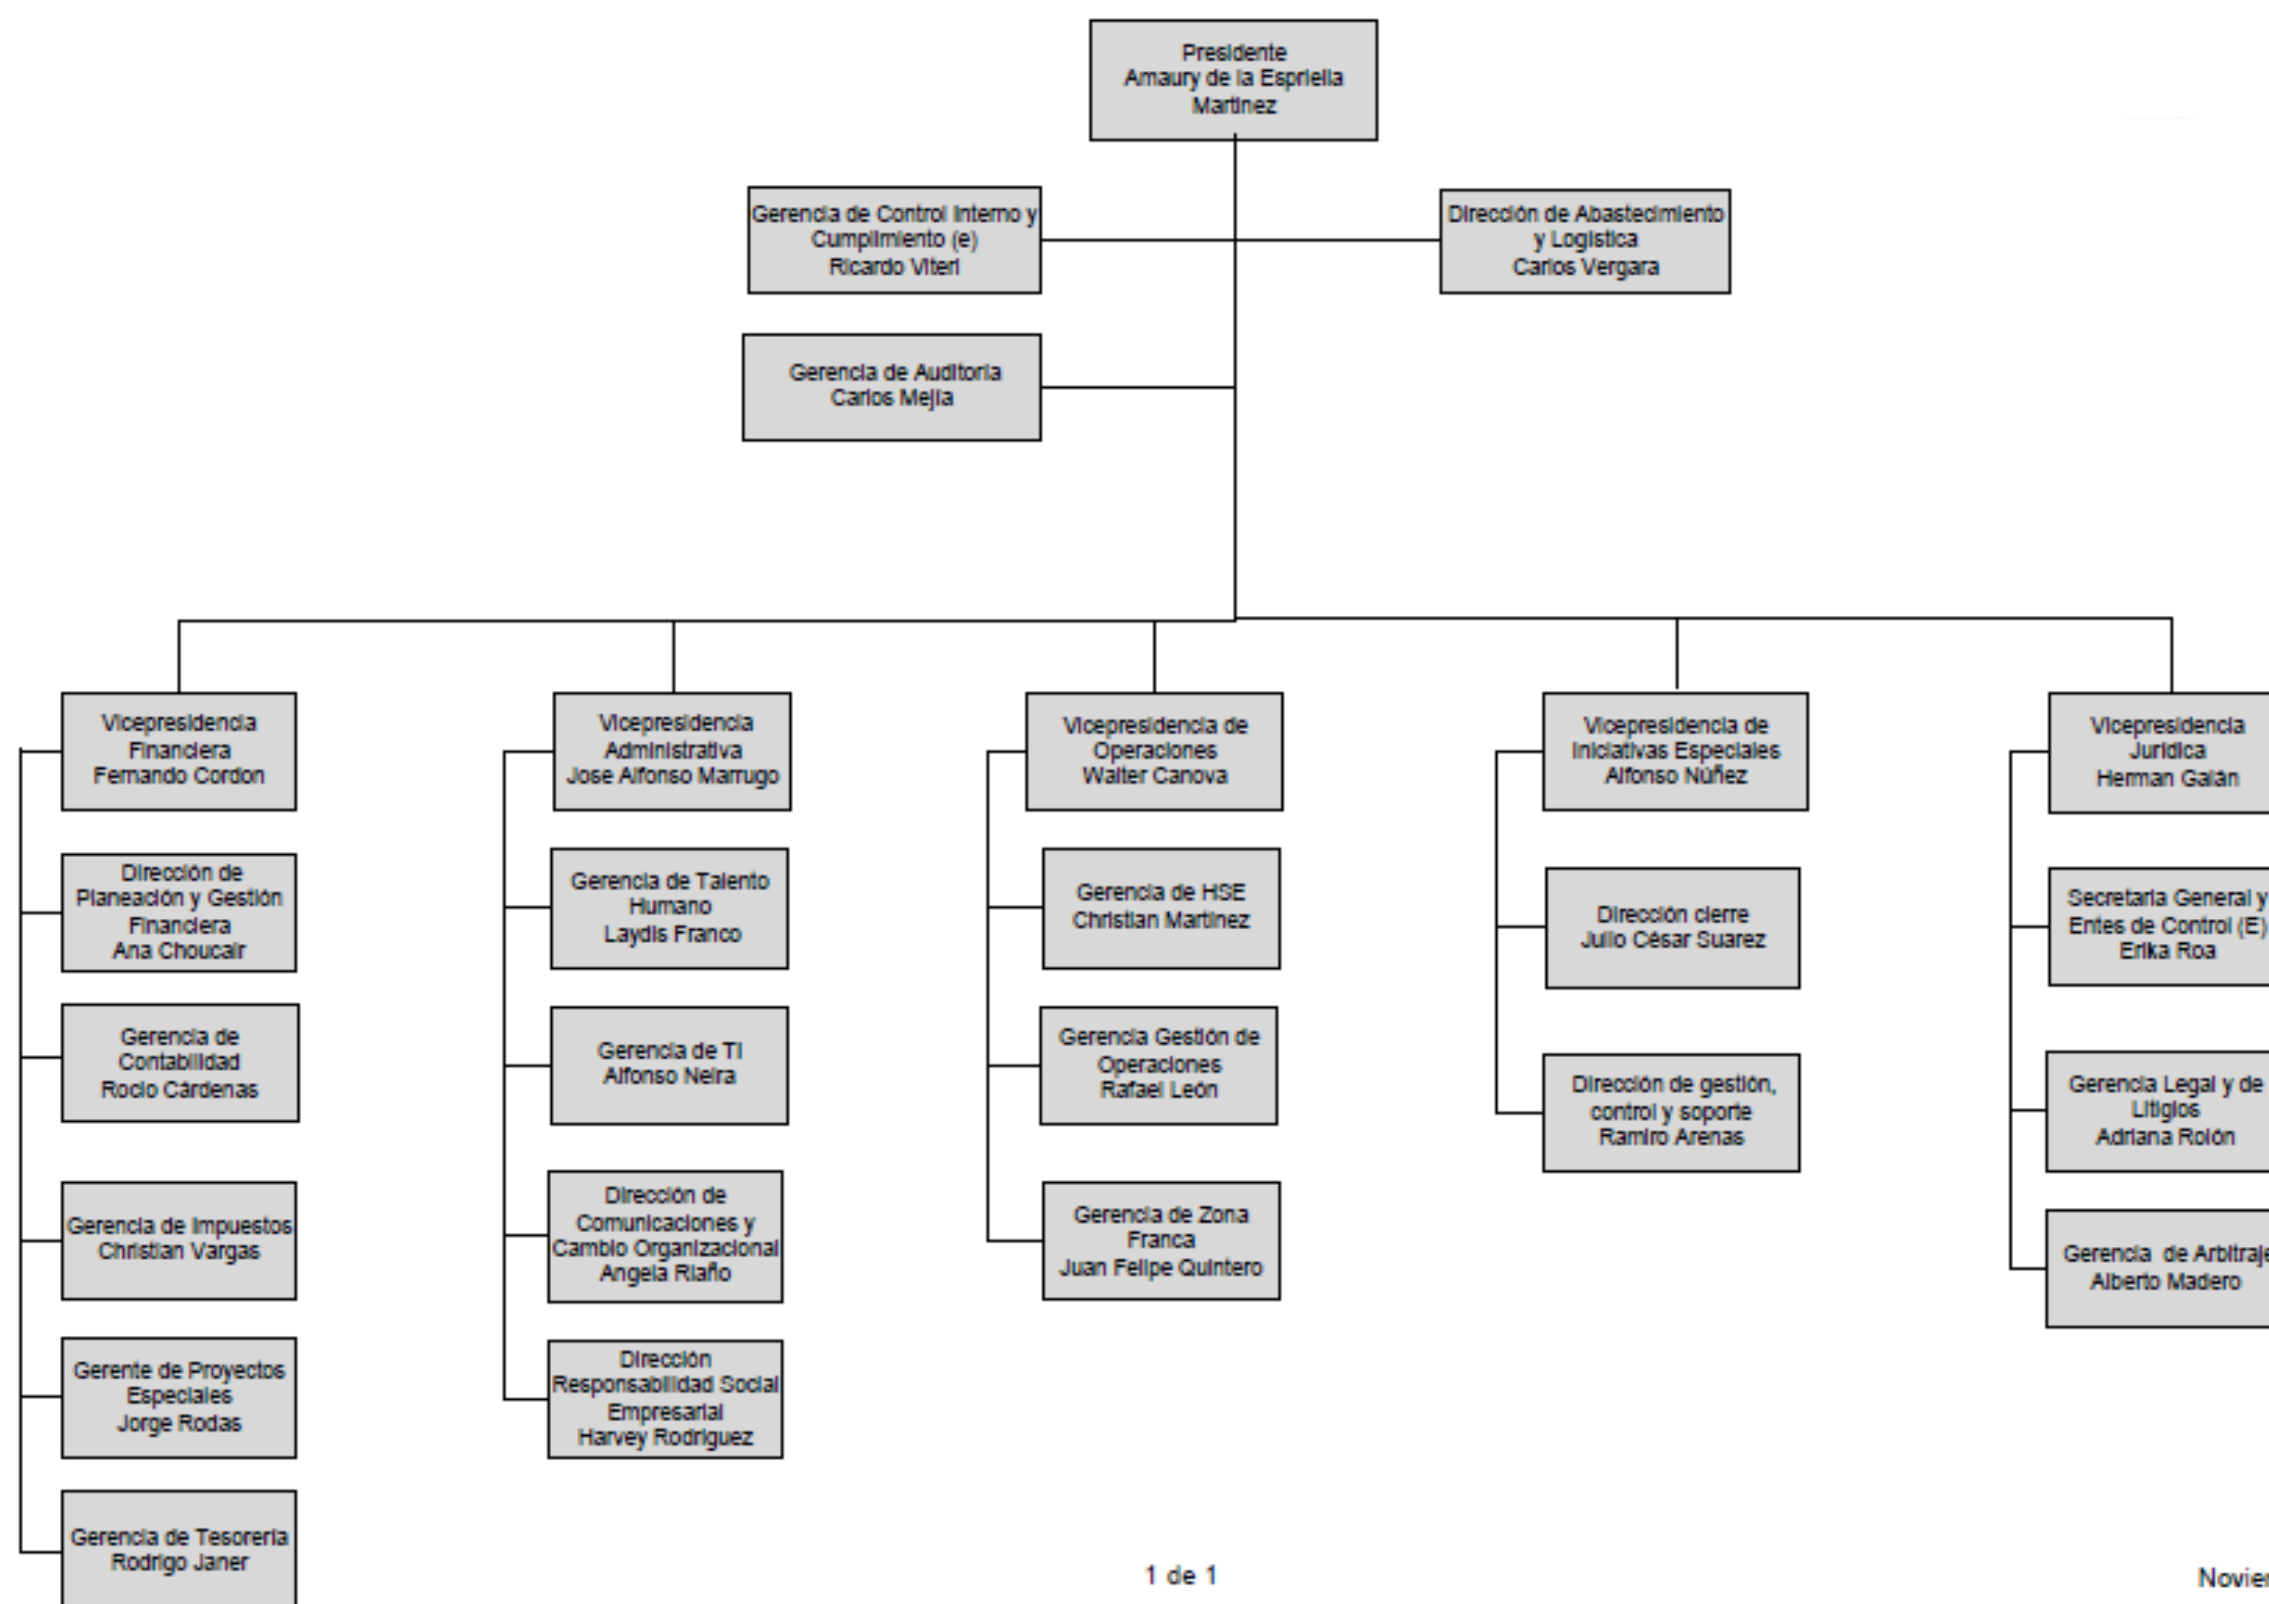 Presidente
Amaury de la Espriella
Martinez
Gerencia de Control Interno y
Cumplimiento (e)
Ricardo Viteri
Dirección de Abastecimiento
y Logistica
Carlos Vergara
Gerencia de Auditoria
Carlos Mejia
Vicepresidencia
Financiera
Fernando Cordon
Dirección de
Planeación y Gestión
Financiera
Ana Choucair
Gerencia de
Contabilidad
Rocio Cárdenas
Gerencia de Impuestos
Christian Vargas
Gerente de Proyectos
Especiales
Jorge Rodas
Gerencia de Tesoreria
Rodrigo Janer
Vicepresidencia
Administrativa
Jose Alfonso Marrugo
Gerencia de Talento
Humano
Laydis Franco
Gerencia de TI
Alfonso Neira
Dirección de
Comunicaciones y
Cambio Organizacional
Angela Riaño
Dirección
Responsabilidad Social
Empresarial
Harvey Rodriguez
Vicepresidencia de
Operaciones
Walter Canova
Gerencia de HSE
Christian Martinez
Gerencia Gestión de
Operaciones
Rafael León
Gerencia de Zona
Franca
Juan Felipe Quintero
Vicepresidencia de
Iniciativas Especiales
Alfonso Núñez
Dirección cierre
Julio César Suarez
Dirección de gestión,
control y soporte
Ramiro Arenas
Vicepresidencia
Juridica
Herman Galán
Secretaria General y
Entes de Control (E)
Erika Roa
Gerencia Legal y de
Litigios
Adriana Rolón
Gerencia de Arbitraje
Alberto Madero
1 de 1